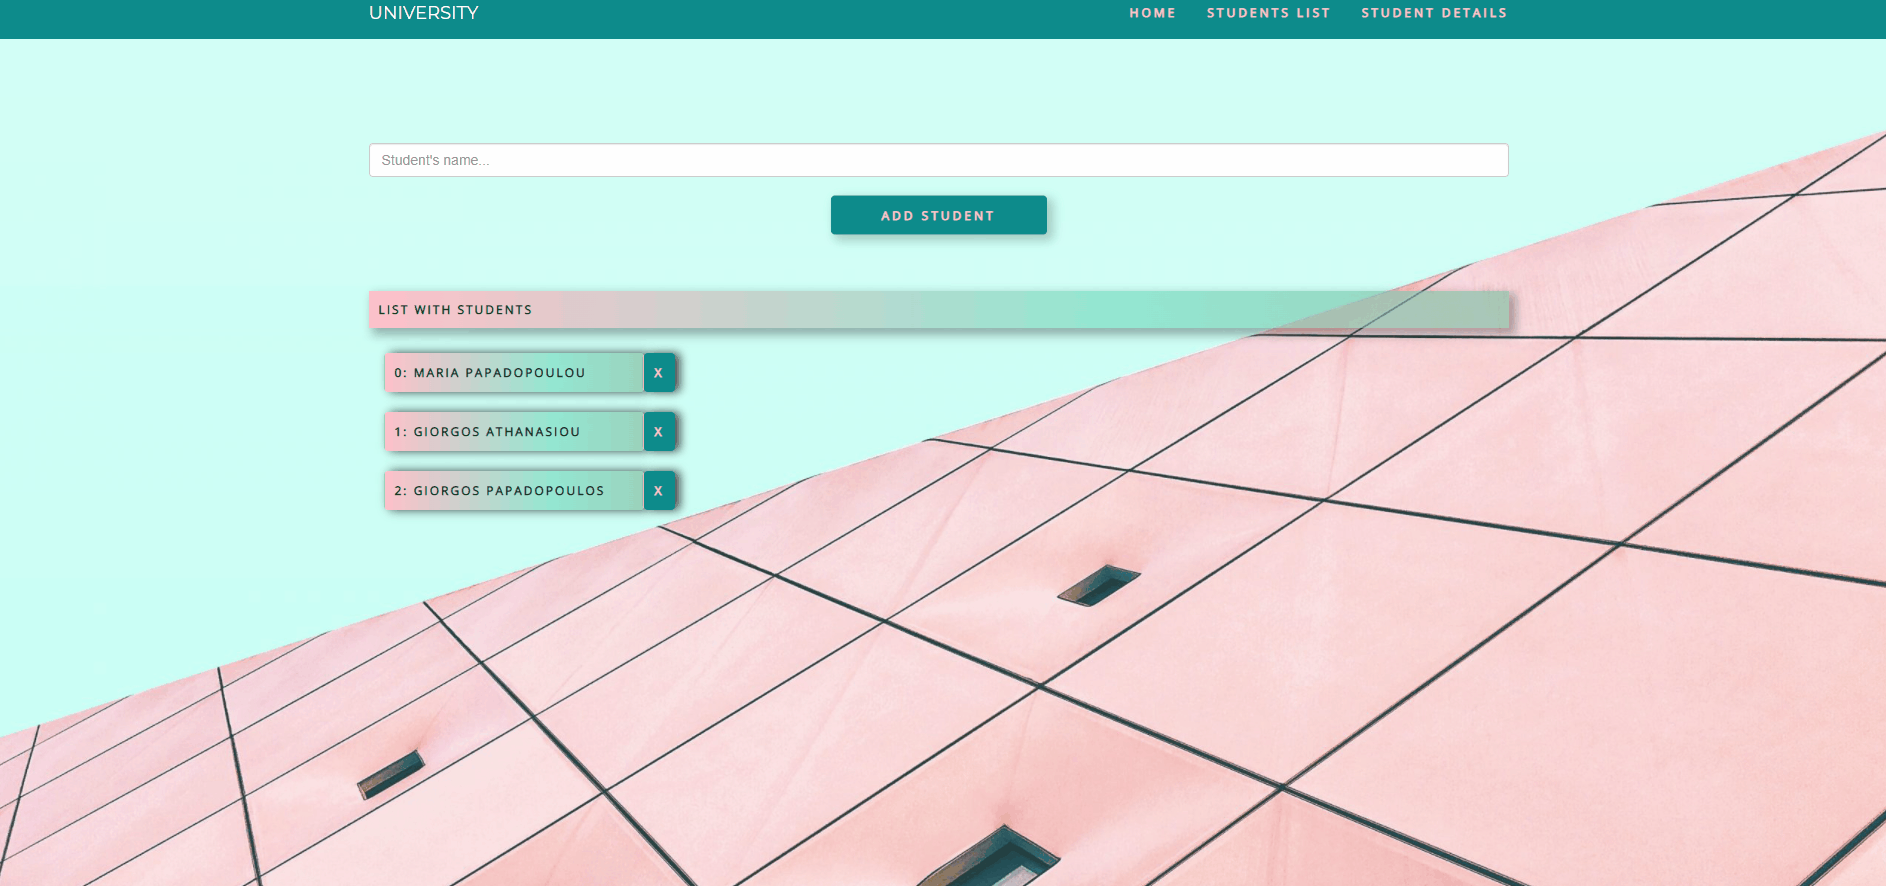 UNIVERSITY
HOME STUDENTS LIST STUDENT DETAILS
Student's name...
ADD STUDENT
LIST WITH STUDENTS
0: MARIA PAPADOPOULOU X
1: GIORGOS ATHANASIOU X
2: GIORGOS PAPADOPOULOS X